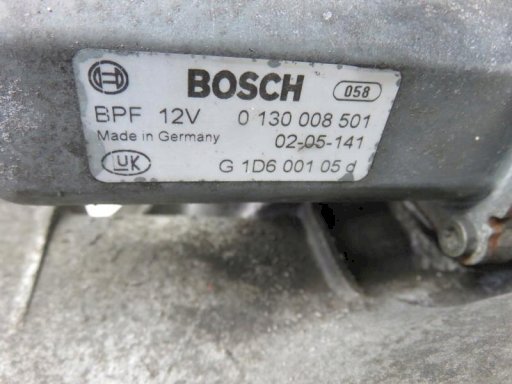 BOSCH 058
BPF 12V 0 130 008 501
Made in Germany 02-05-141
UK G 1D6 001 05 d